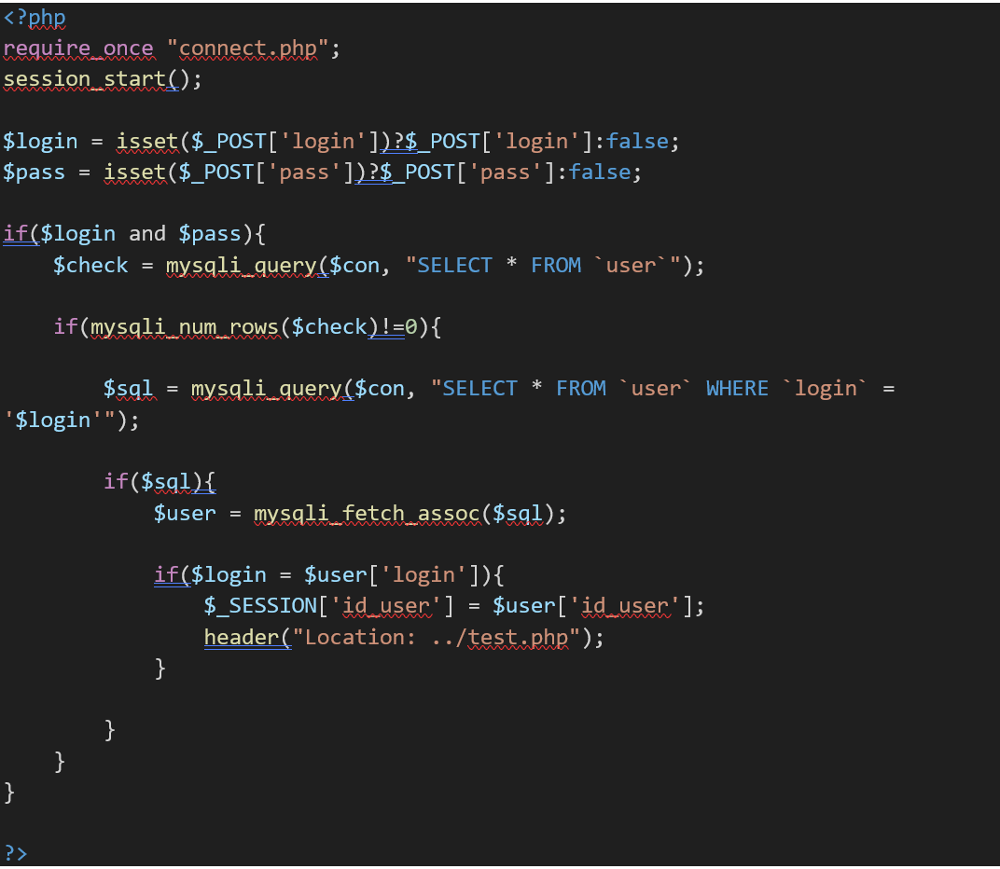 <?php
require_once "connect.php";
session_start();
$login = isset($_POST['login'])?$_POST['login']:false;
$pass = isset($_POST['pass'])?$_POST['pass']:false;
if($login and $pass){
    $check = mysqli_query($con, "SELECT * FROM `user`");
    if(mysqli_num_rows($check)!=0){
        $sql = mysqli_query($con, "SELECT * FROM `user` WHERE `login` =
'$login'");
        if($sql){
            $user = mysqli_fetch_assoc($sql);
            if($login = $user['login']){
                $_SESSION['id_user'] = $user['id_user'];
                header("Location: ../test.php");
            }
        }
    }
}
?>